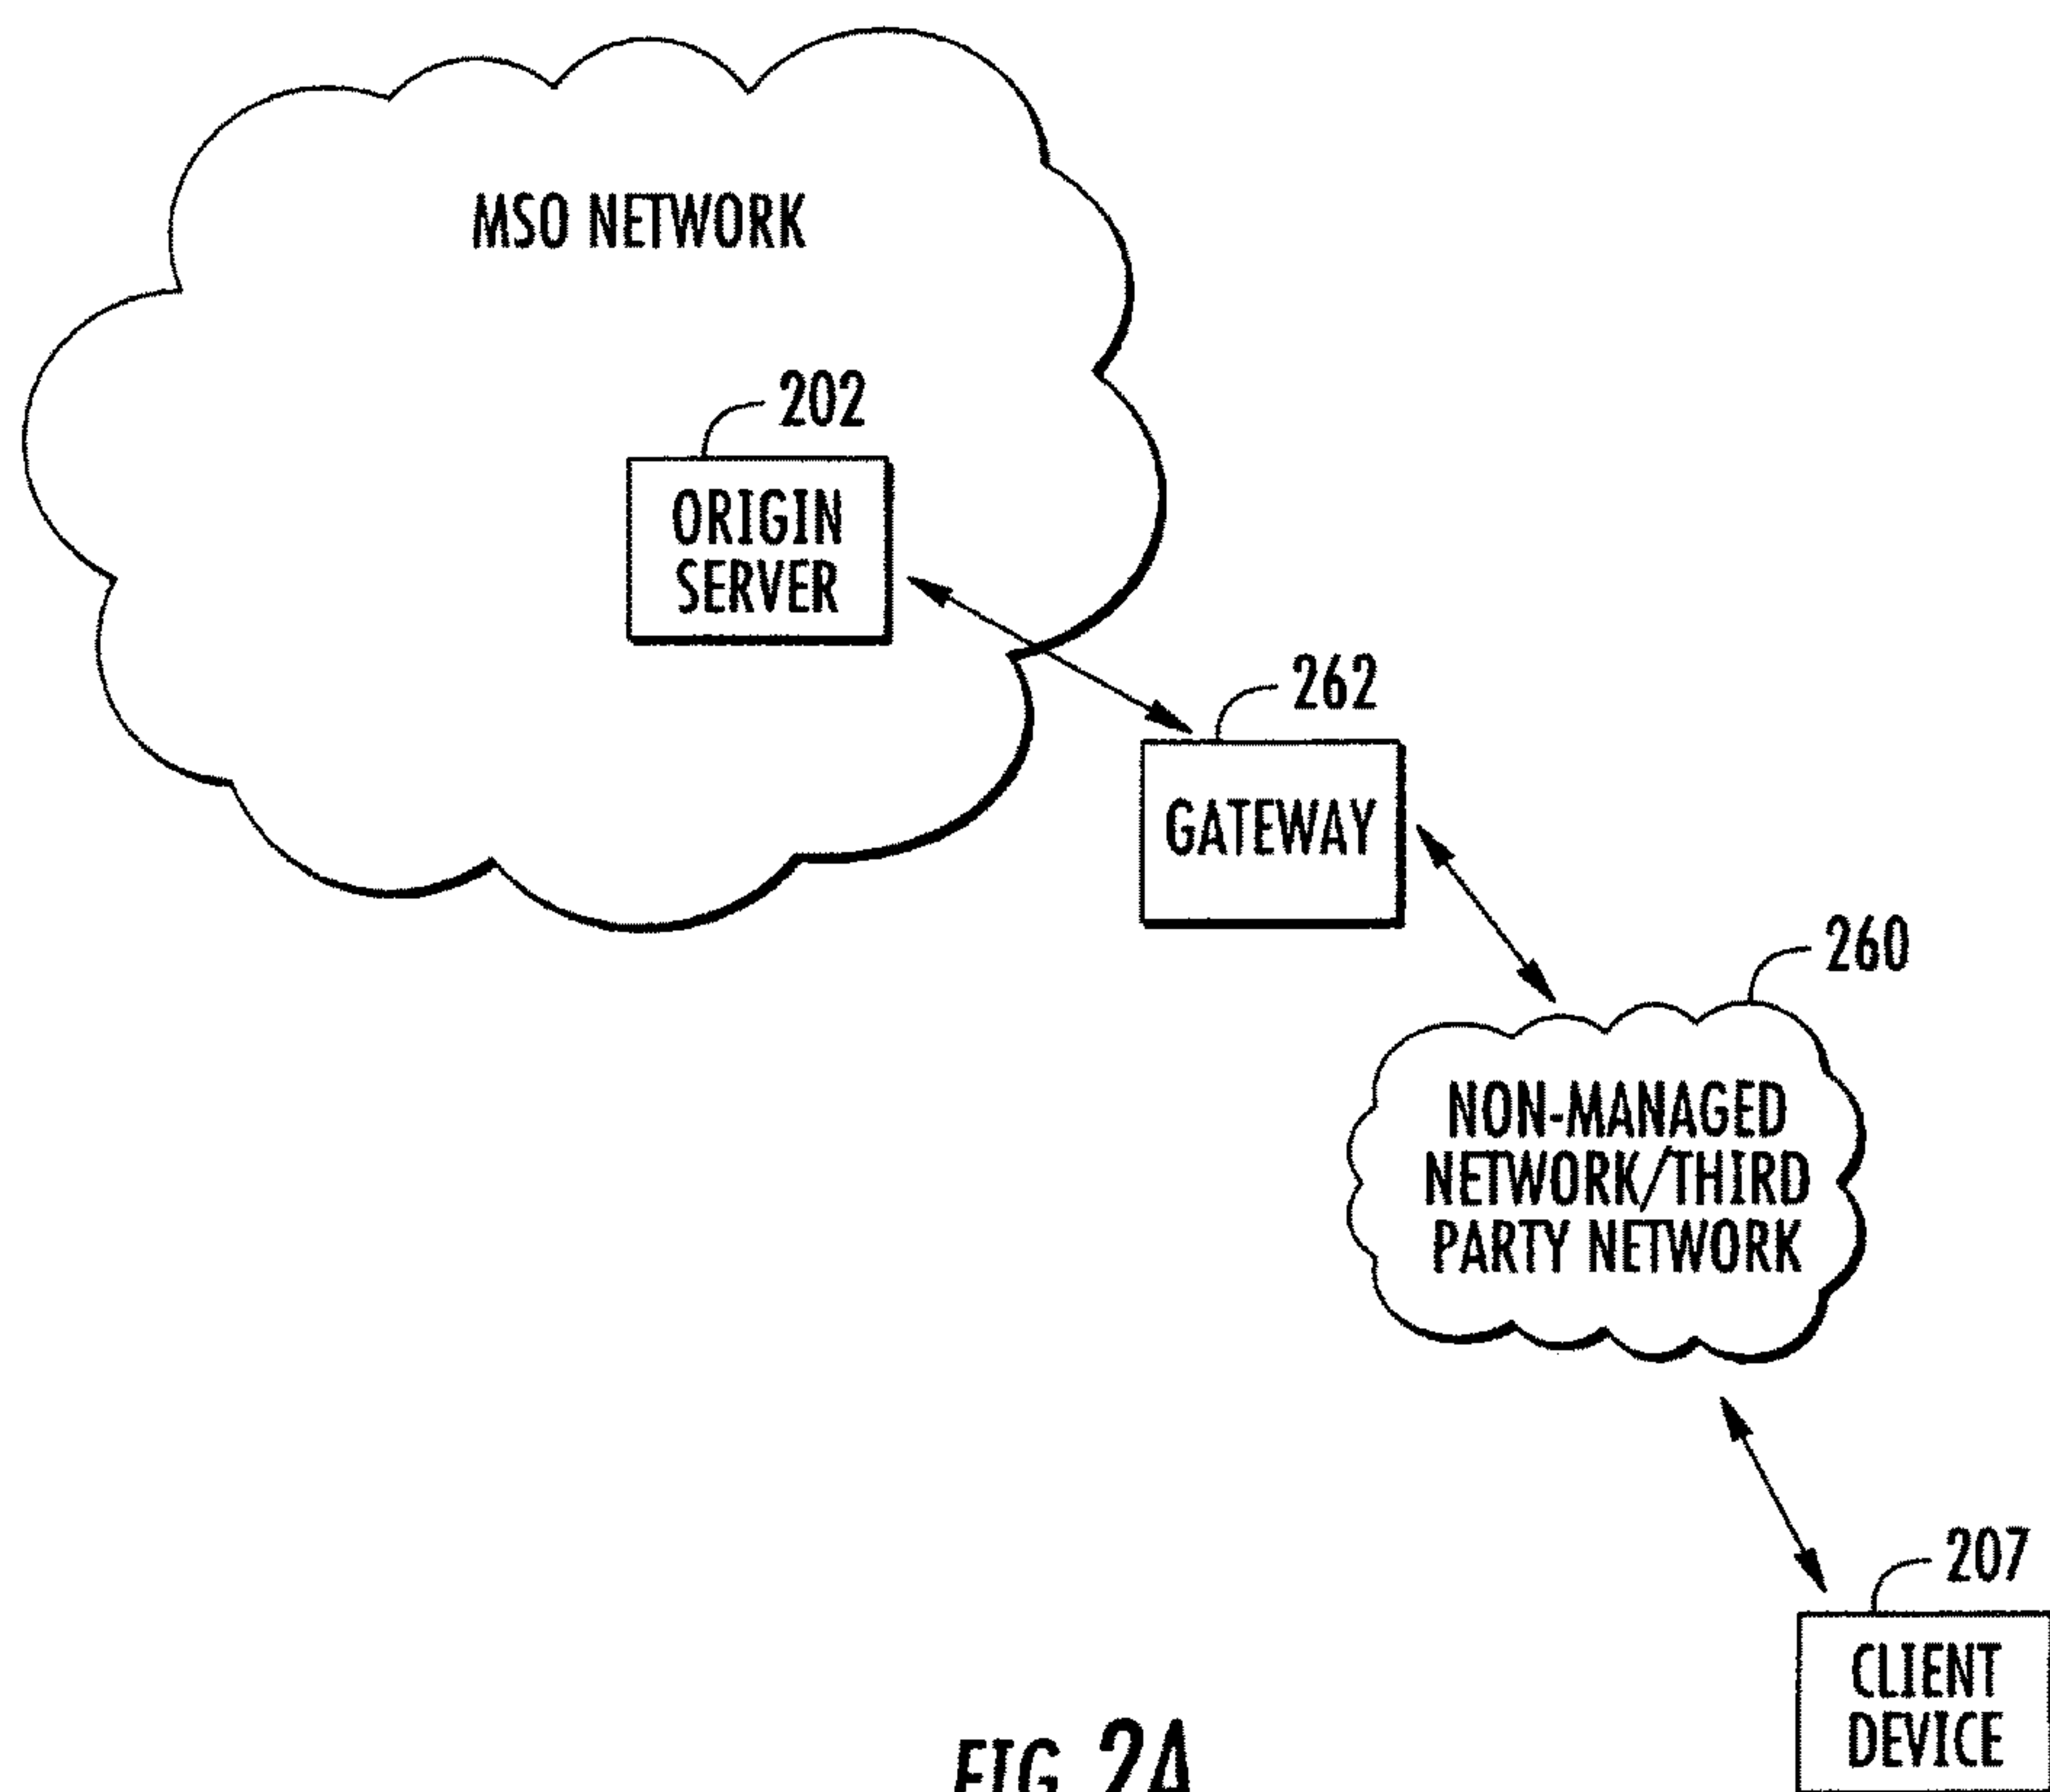 MSO NETWORK
202
ORIGIN
SERVER
262
GATEWAY
260
NON-MANAGED
NETWORK/THIRD
PARTY NETWORK
207
CLIENT
DEVICE
FIG. 2A